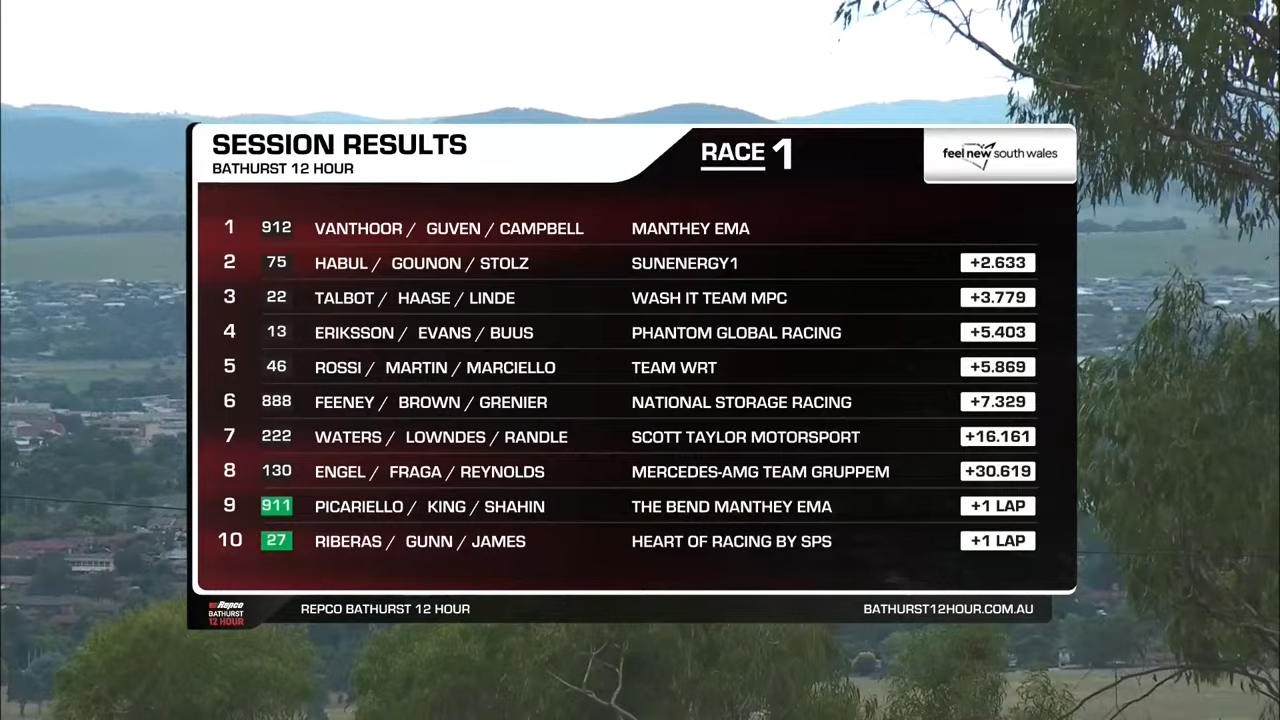 SESSION RESULTS
BATHURST 12 HOUR
RACE 1
feel new south wales
1 912 VANTHOOR / GUVEN / CAMPBELL MANTHEY EMA
2 75 HABUL / GOUNON / STOLZ SUNENERGY1 +2.633
3 22 TALBOT / HAASE / LINDE WASH IT TEAM MPC +3.779
4 13 ERIKSSON / EVANS / BUUS PHANTOM GLOBAL RACING +5.403
5 46 ROSSI / MARTIN / MARCIELLO TEAM WRT +5.869
6 888 FEENEY / BROWN / GRENIER NATIONAL STORAGE RACING +7.329
7 222 WATERS / LOWNDES / RANDLE SCOTT TAYLOR MOTORSPORT +16.161
8 130 ENGEL / FRAGA / REYNOLDS MERCEDES-AMG TEAM GRUPPEM +30.619
9 911 PICARIELLO / KING / SHAHIN THE BEND MANTHEY EMA +1 LAP
10 27 RIBERAS / GUNN / JAMES HEART OF RACING BY SPS +1 LAP
Repco
BATHURST
12 HOUR
REPCO BATHURST 12 HOUR
BATHURST12HOUR.COM.AU